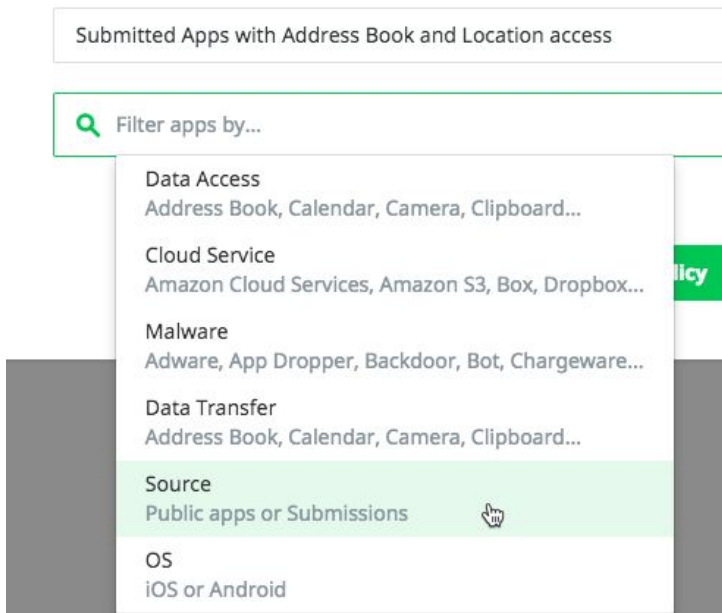 Submitted Apps with Address Book and Location access
Filter apps by...
Data Access
Address Book, Calendar, Camera, Clipboard...
Cloud Service
Amazon Cloud Services, Amazon S3, Box, Dropbox...
licy
Malware
Adware, App Dropper, Backdoor, Bot, Chargeware...
Data Transfer
Address Book, Calendar, Camera, Clipboard...
Source
Public apps or Submissions
OS
iOS or Android